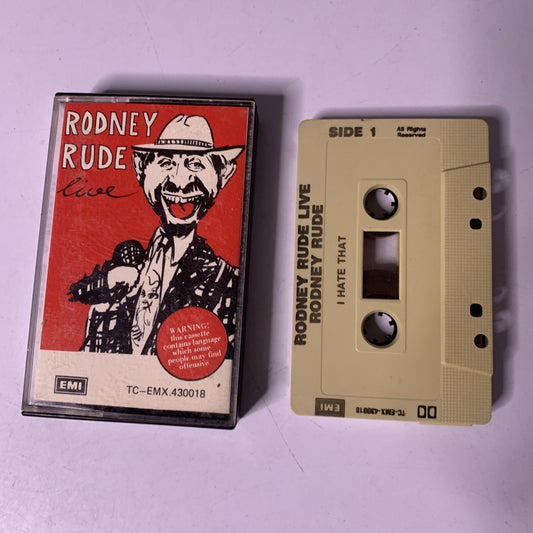 RODNEY
RUDE
live
WARNING!
this cassette
contains language
which some
people may find
offensive
EMI
TC-EMX.430018
SIDE 1
All Rights
Reserved
RODNEY RUDE LIVE
RODNEY RUDE
I HATE THAT
EMI
TC-EMX-430018